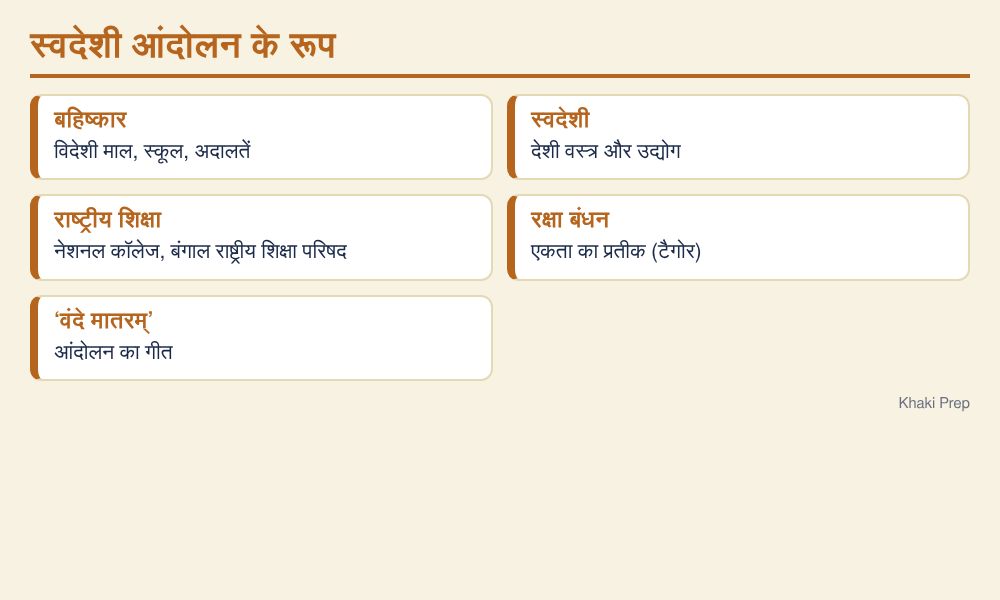 स्वदेशी आंदोलन के रूप
बहिष्कार
विदेशी माल, स्कूल, अदालतें
स्वदेशी
देशी वस्त्र और उद्योग
राष्ट्रीय शिक्षा
नेशनल कॉलेज, बंगाल राष्ट्रीय शिक्षा परिषद
रक्षा बंधन
एकता का प्रतीक (टैगोर)
‘वंदे मातरम्’
आंदोलन का गीत
Khaki Prep